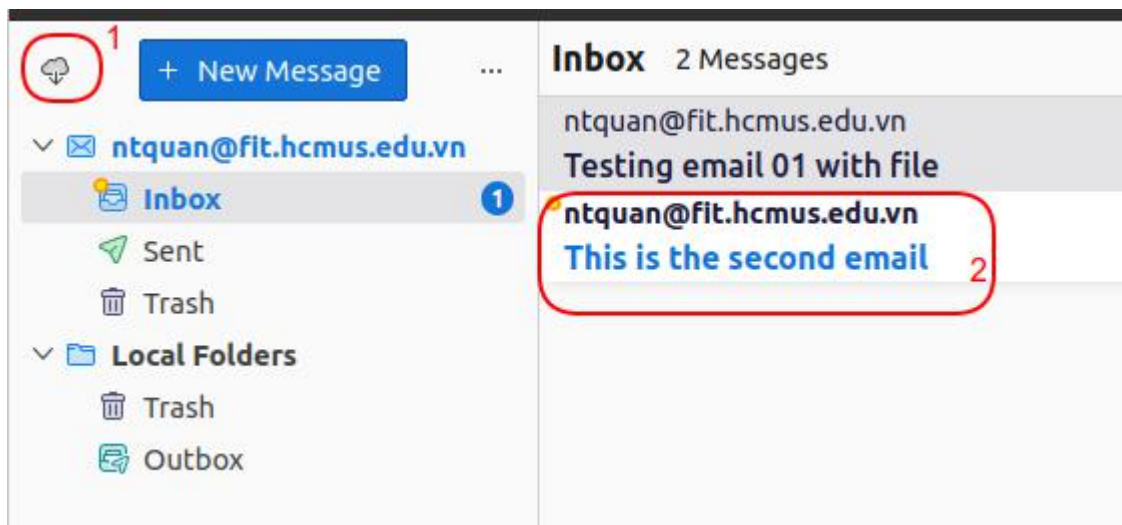 1
+ New Message ...
ntquan@fit.hcmus.edu.vn
Inbox 1
Sent
Trash
Local Folders
Trash
Outbox
Inbox 2 Messages
ntquan@fit.hcmus.edu.vn
Testing email 01 with file
ntquan@fit.hcmus.edu.vn
This is the second email 2